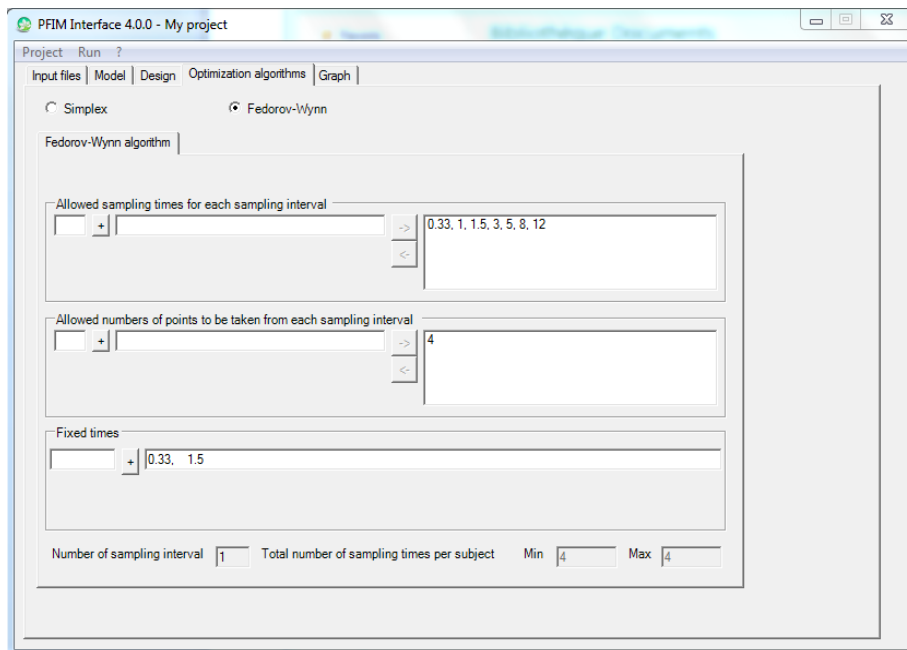 PFIM Interface 4.0.0 - My project
Bibliothèque Documents
Project Run ?
Input files Model Design Optimization algorithms Graph
Simplex Fedorov-Wynn
Fedorov-Wynn algorithm
Allowed sampling times for each sampling interval
+ -> 0.33, 1, 1.5, 3, 5, 8, 12
<-
Allowed numbers of points to be taken from each sampling interval
+ -> 4
<-
Fixed times
+ 0.33, 1.5
Number of sampling interval 1 Total number of sampling times per subject Min 4 Max 4